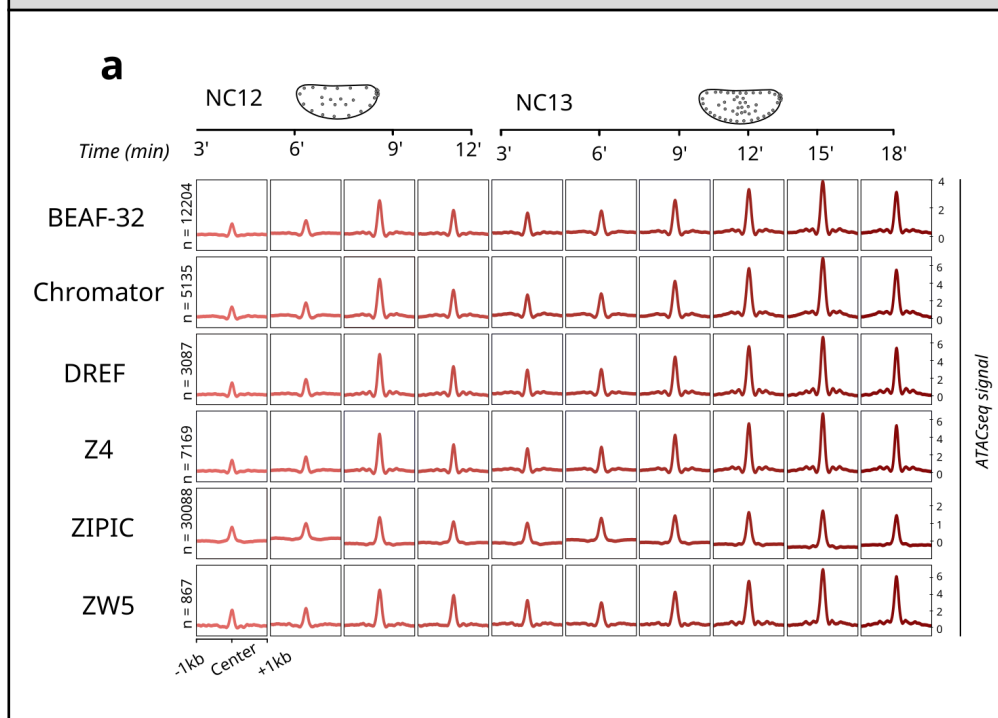 a
NC12
NC13
Time (min) 3' 6' 9' 12' 3' 6' 9' 12' 15' 18'
BEAF-32 n = 12204 4 2 0
Chromator n = 5135 6 4 2 0
DREF n = 3087 6 4 2 0
Z4 n = 7169 6 4 2 0
ZIPIC n = 30088 2 1 0
ZW5 n = 867 6 4 2 0
ATACseq signal
-1kb Center +1kb